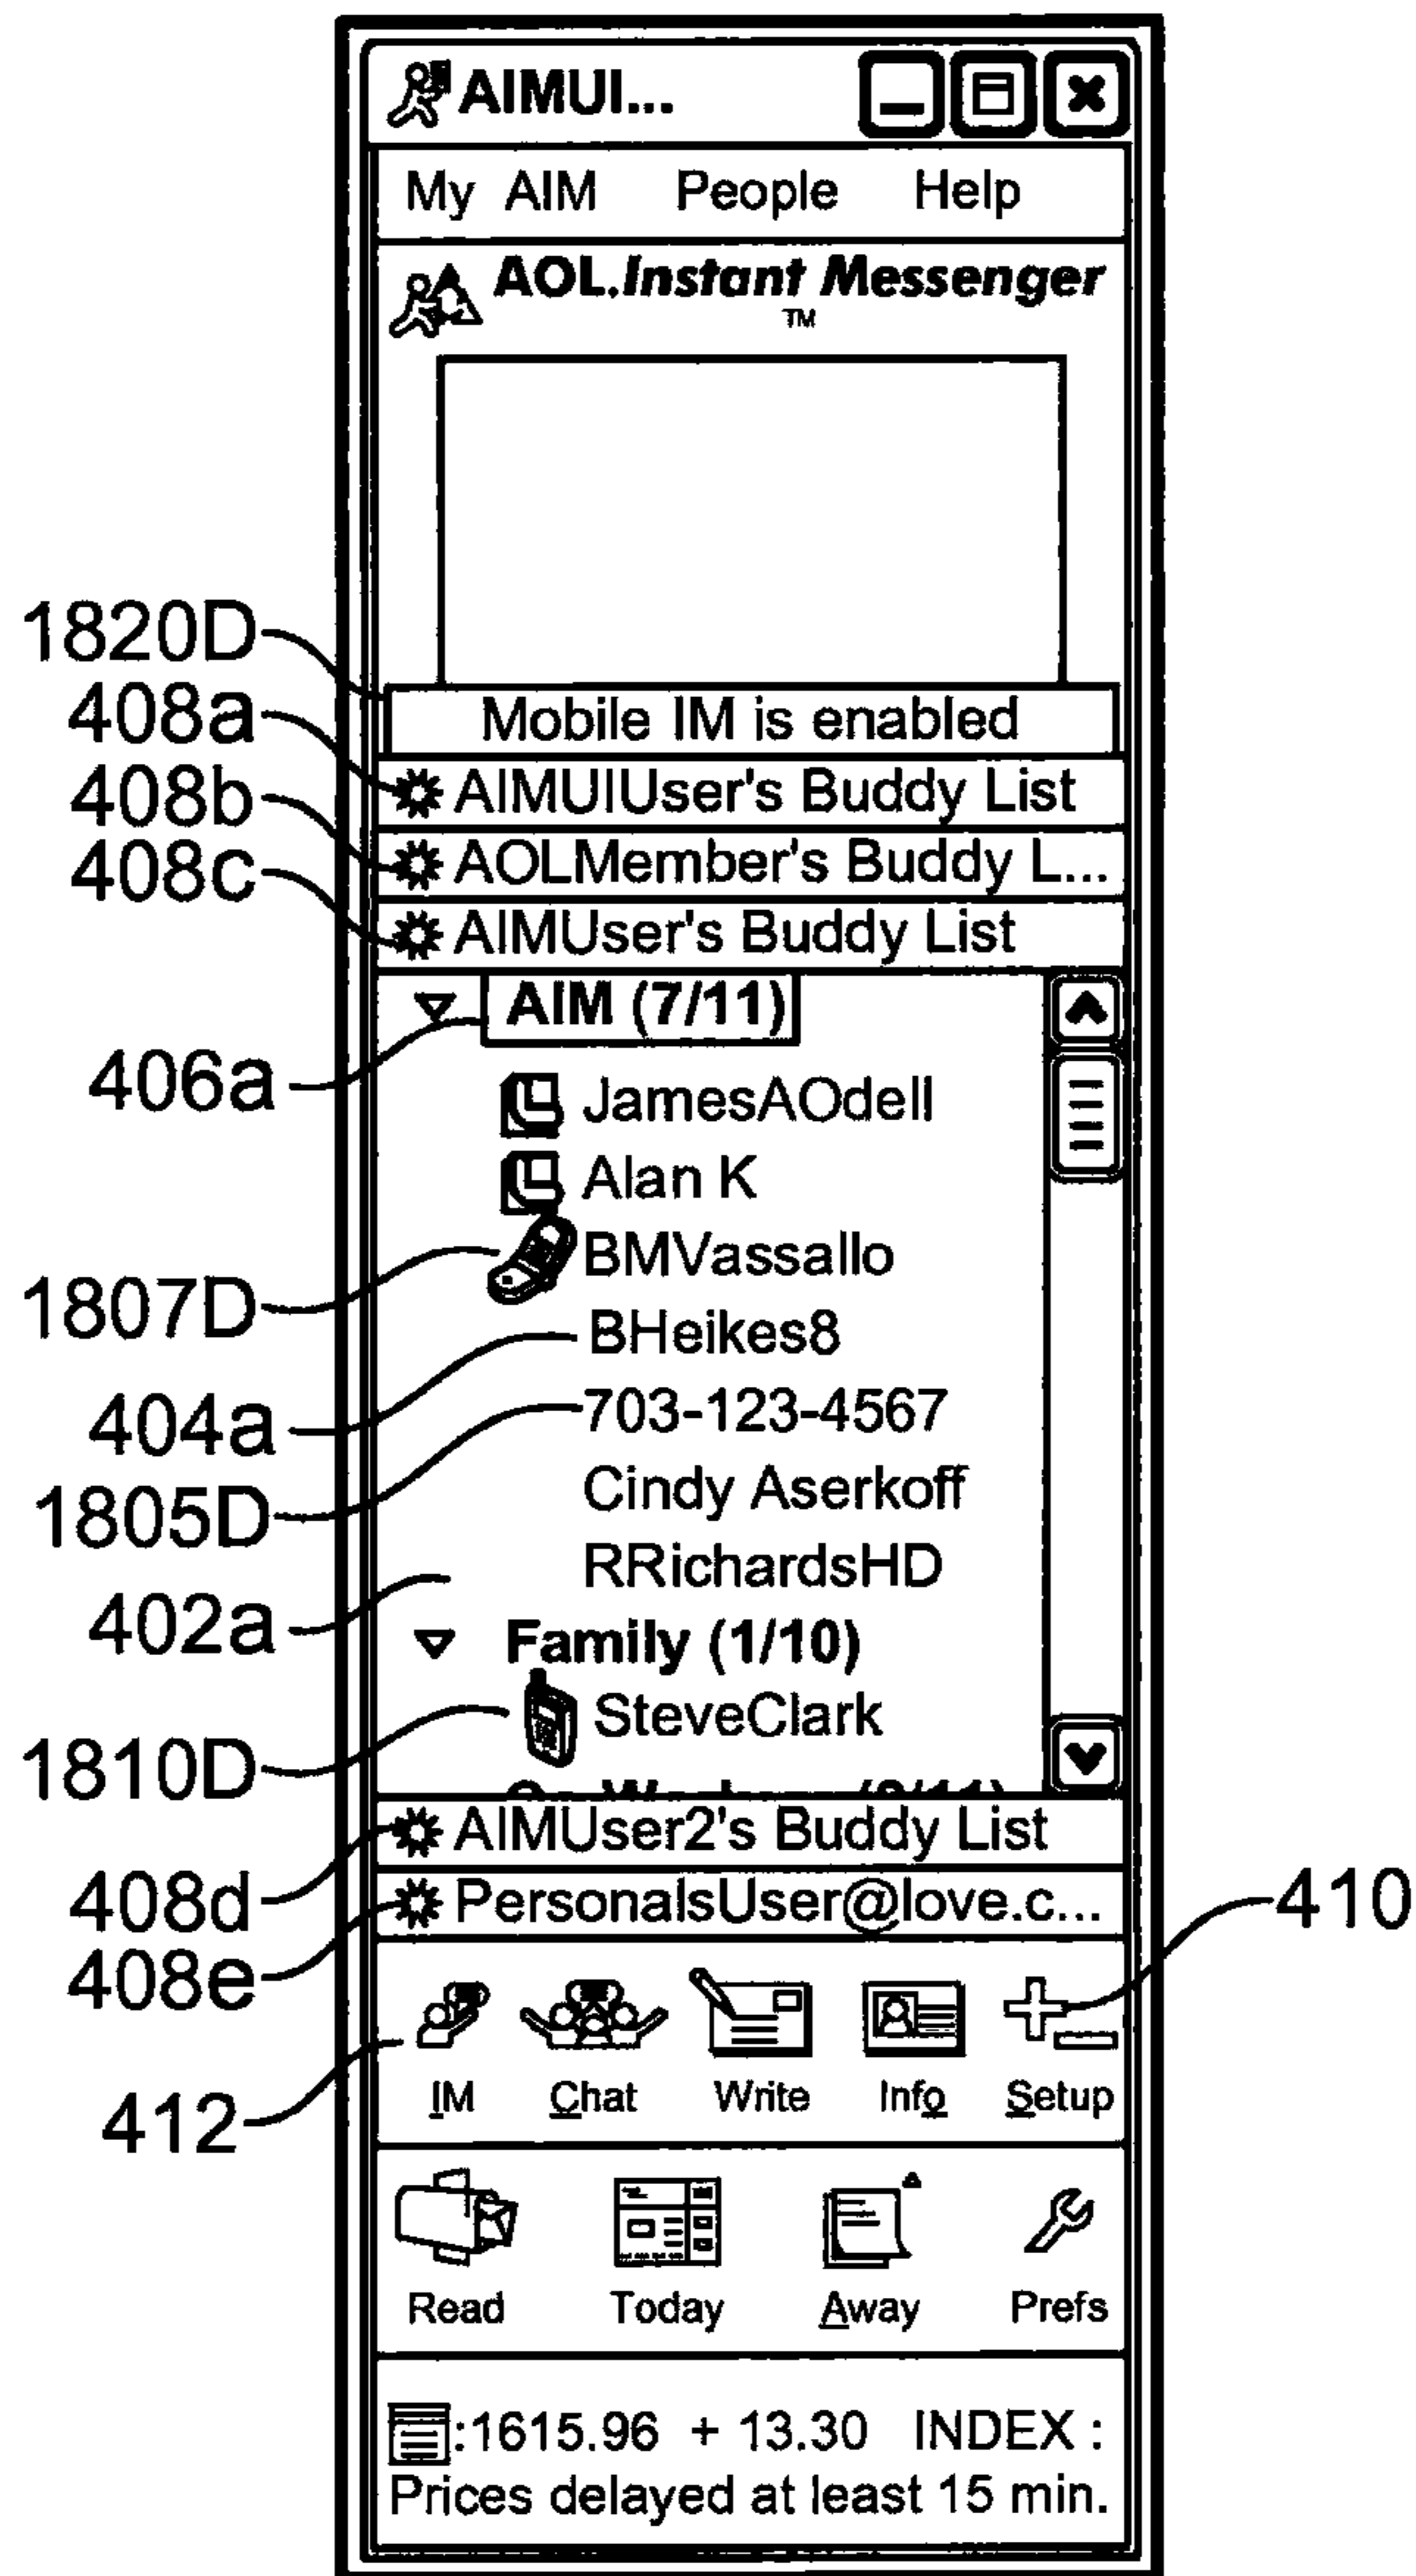 AIMUI...
My AIM People Help
AOL.Instant Messenger
TM
1820D
Mobile IM is enabled
408a
AIMUIUser's Buddy List
408b
AOLMember's Buddy L...
408c
AIMUser's Buddy List
AIM (7/11)
406a
JamesAOdell
Alan K
BMVassallo
1807D
BHeikes8
404a
703-123-4567
1805D
Cindy Aserkoff
RRichardsHD
402a
Family (1/10)
SteveClark
1810D
AIMUser2's Buddy List
408d
PersonalsUser@love.c...
410
408e
IM Chat Write Info Setup
412
Read Today Away Prefs
:1615.96 + 13.30 INDEX :
Prices delayed at least 15 min.